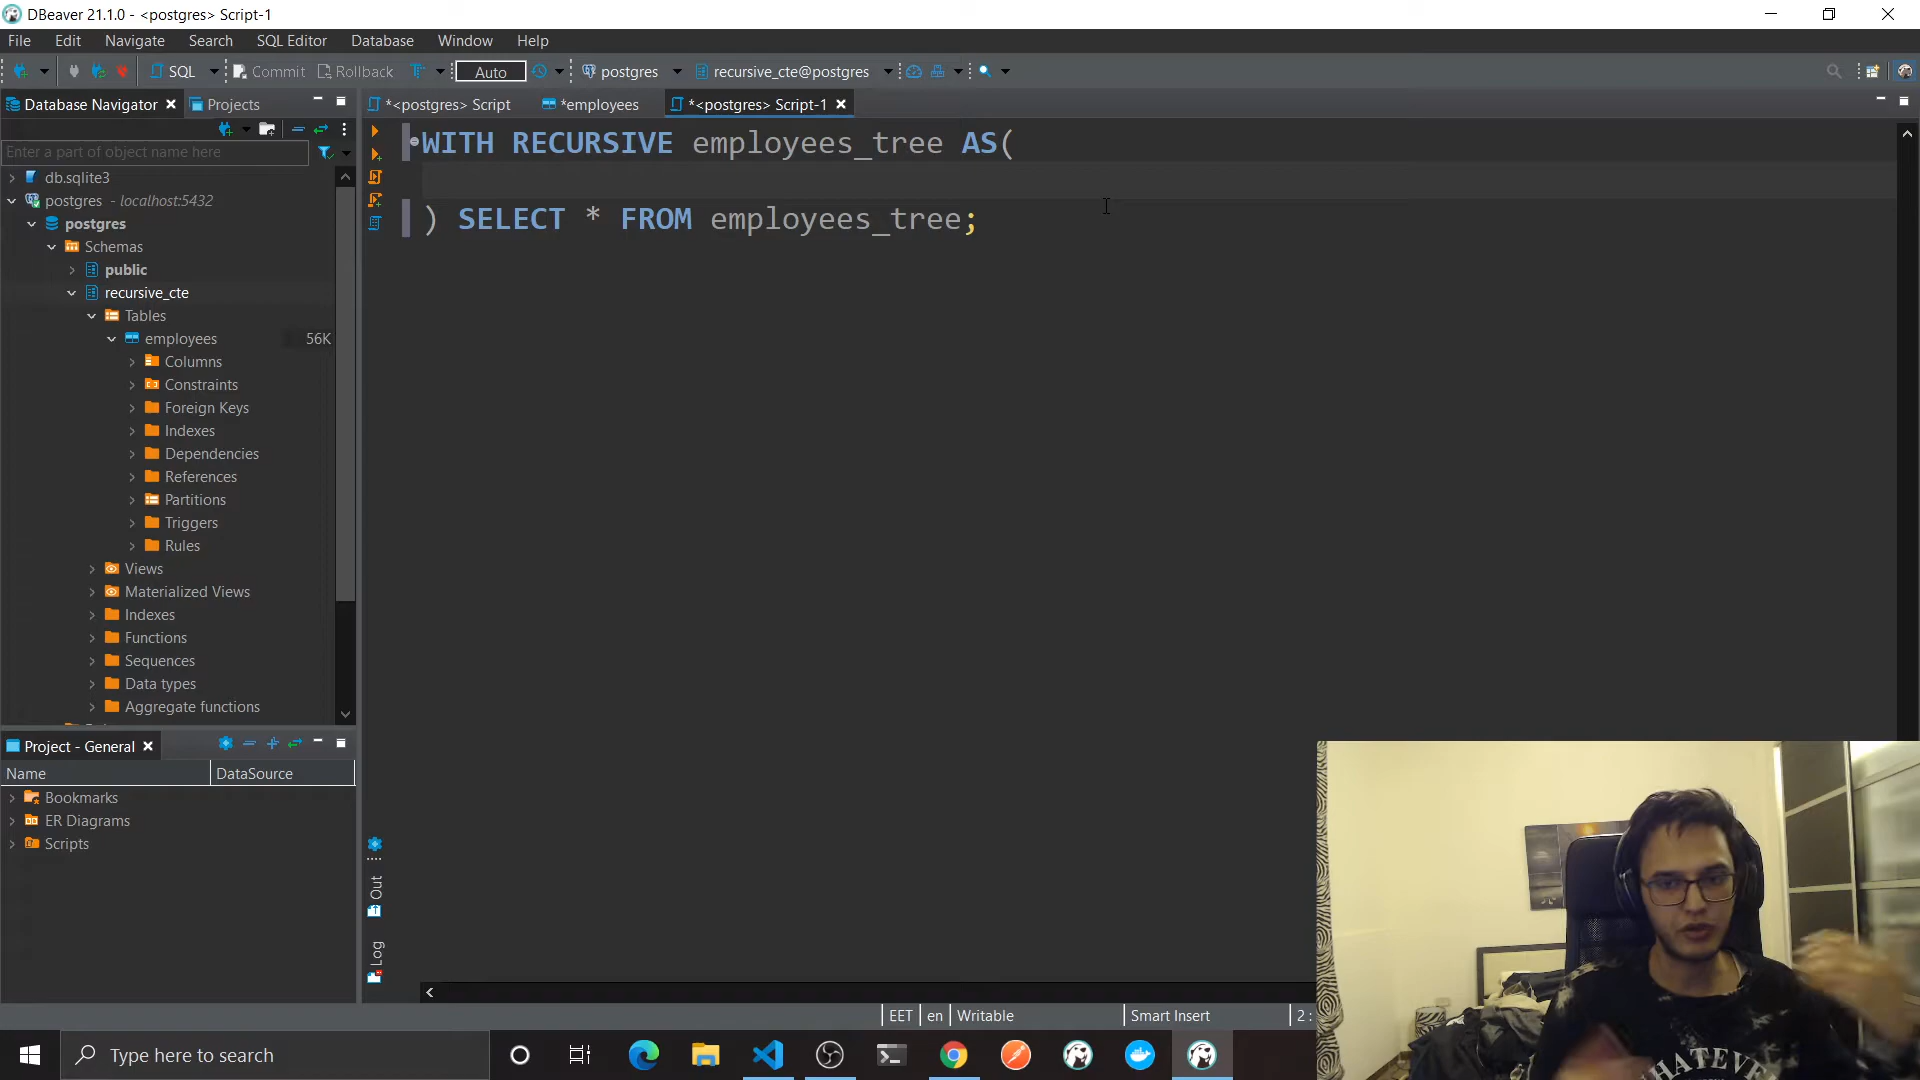 DBeaver 21.1.0 - <postgres> Script-1
File Edit Navigate Search SQL Editor Database Window Help
SQL Commit Rollback Auto postgres recursive_cte@postgres
Database Navigator Projects
*<postgres> Script *employees *<postgres> Script-1
Enter a part of object name here
db.sqlite3
postgres - localhost:5432
postgres
Schemas
public
recursive_cte
Tables
employees 56K
Columns
Constraints
Foreign Keys
Indexes
Dependencies
References
Partitions
Triggers
Rules
Views
Materialized Views
Indexes
Functions
Sequences
Data types
Aggregate functions
WITH RECURSIVE employees_tree AS(
) SELECT * FROM employees_tree;
Project - General
Name DataSource
Bookmarks
ER Diagrams
Scripts
Out
Log
EET en Writable Smart Insert 2 :
Type here to search
WHATEVE